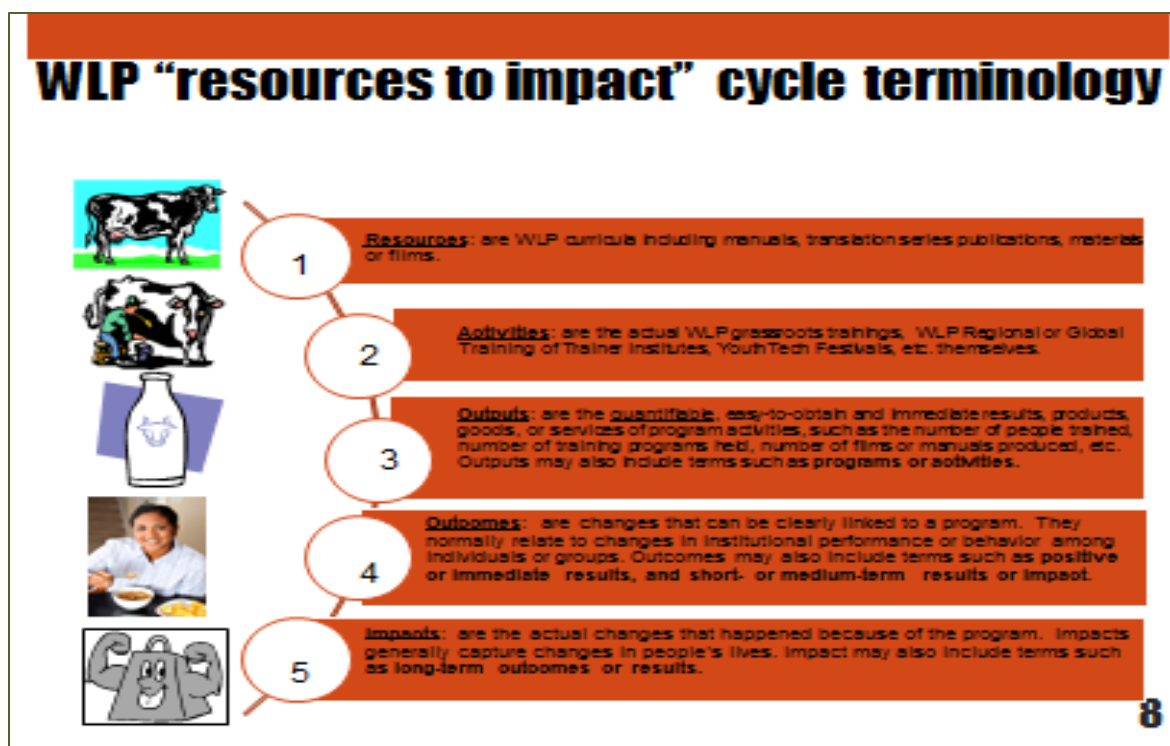 WLP “resources to impact” cycle terminology
1
Resources: are WLP curricula including manuals, translation series publications, materials
or films.
2
Activities: are the actual WLP grassroots trainings, WLP Regional or Global
Training of Trainer Institutes, Youth Tech Festivals, etc. themselves.
3
Outputs: are the quantifiable, easy-to-obtain and immediate results, products,
goods, or services of program activities, such as the number of people trained,
number of training programs held, number of films or manuals produced, etc.
Outputs may also include terms such as programs or activities.
4
Outcomes: are changes that can be clearly linked to a program. They
normally relate to changes in institutional performance or behavior among
individuals or groups. Outcomes may also include terms such as positive
or immediate results, and short- or medium-term results or impact.
5
Impacts: are the actual changes that happened because of the program. Impacts
generally capture changes in people's lives. Impact may also include terms such
as long-term outcomes or results.
8